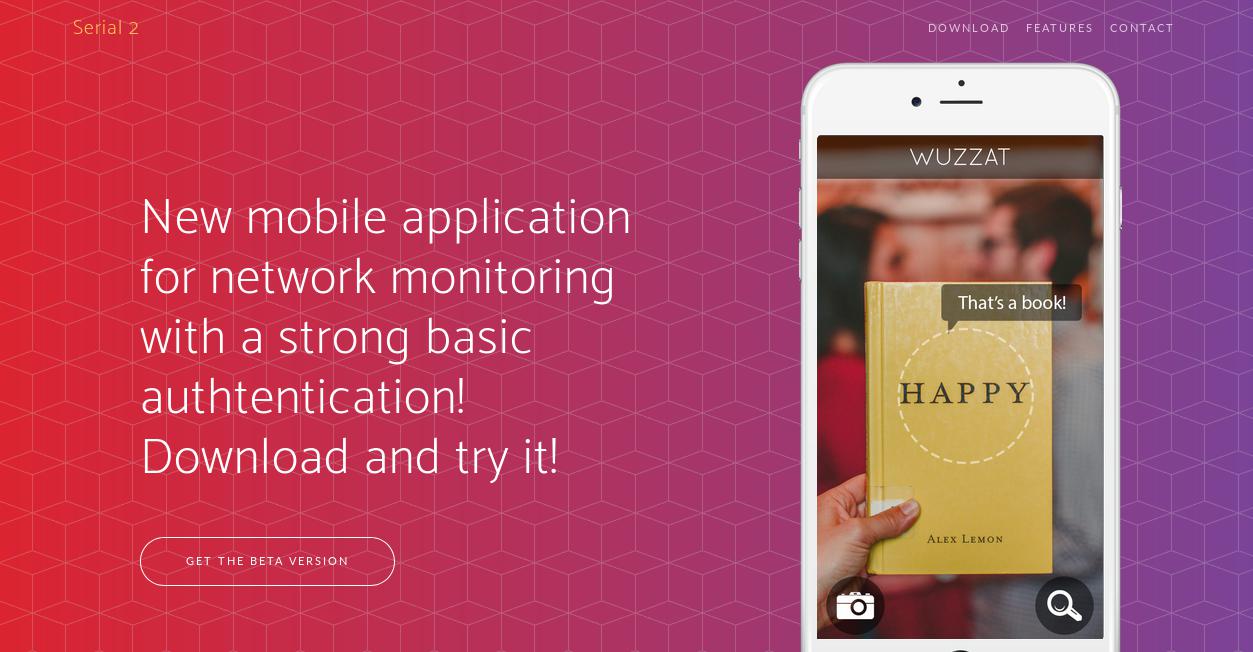 Serial 2
DOWNLOAD FEATURES CONTACT
WUZZAT
New mobile application
for network monitoring
with a strong basic
authtentication!
Download and try it!
That's a book!
HAPPY
ALEX LEMON
GET THE BETA VERSION